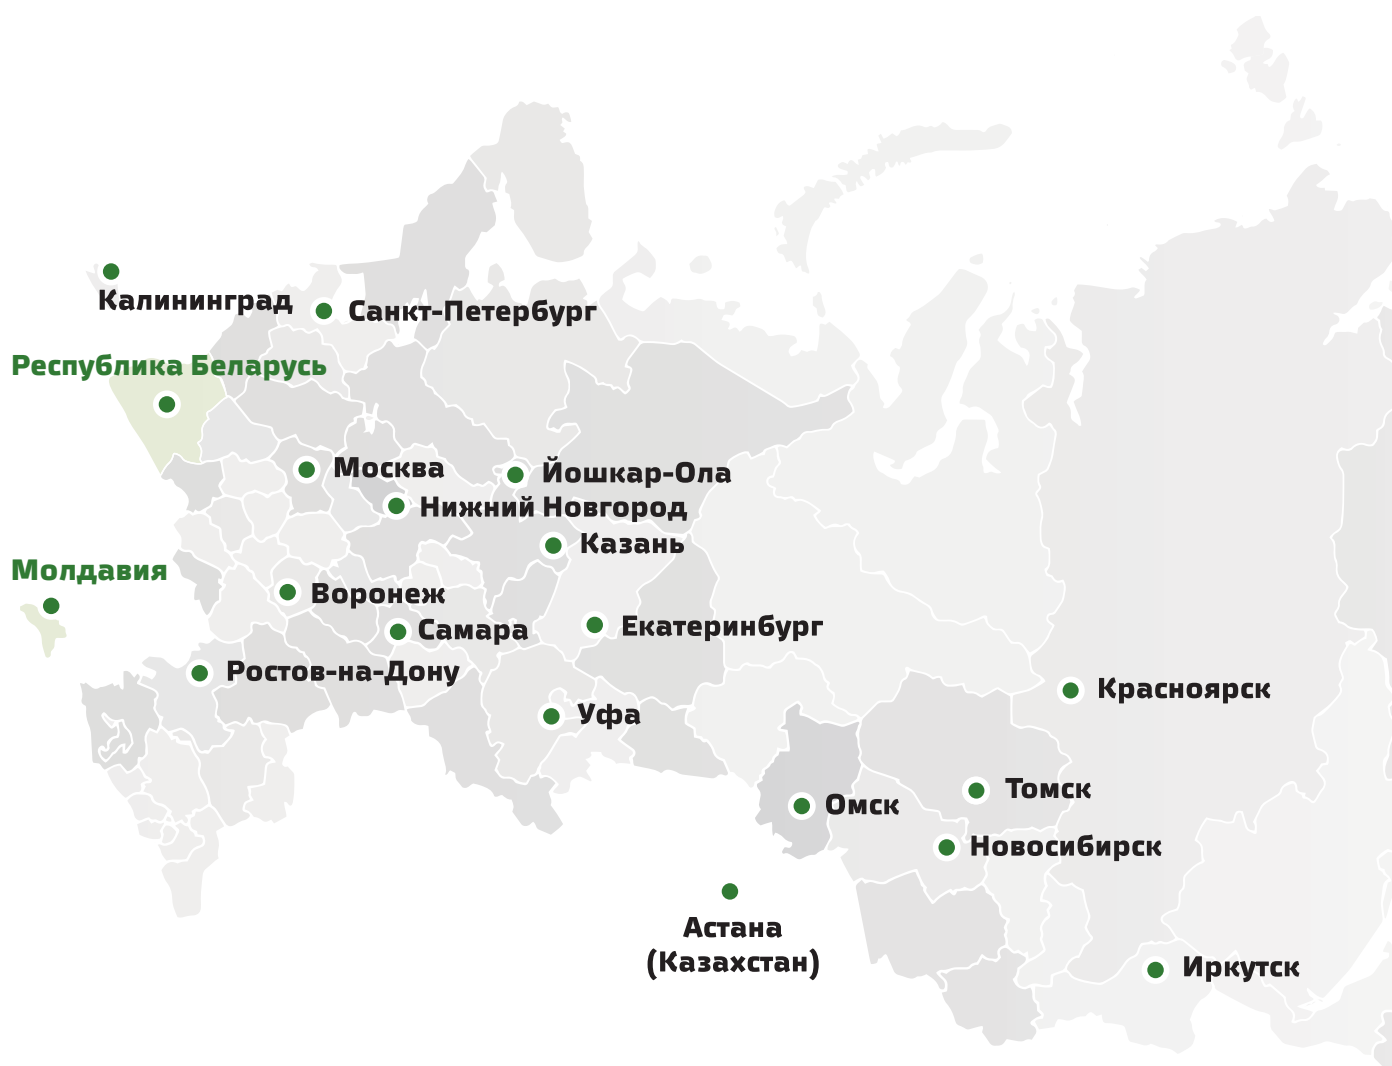 Калининград
Санкт-Петербург
Республика Беларусь
Москва
Йошкар-Ола
Нижний Новгород
Казань
Молдавия
Воронеж
Самара
Екатеринбург
Ростов-на-Дону
Уфа
Красноярск
Томск
Омск
Новосибирск
Астана
(Казахстан)
Иркутск